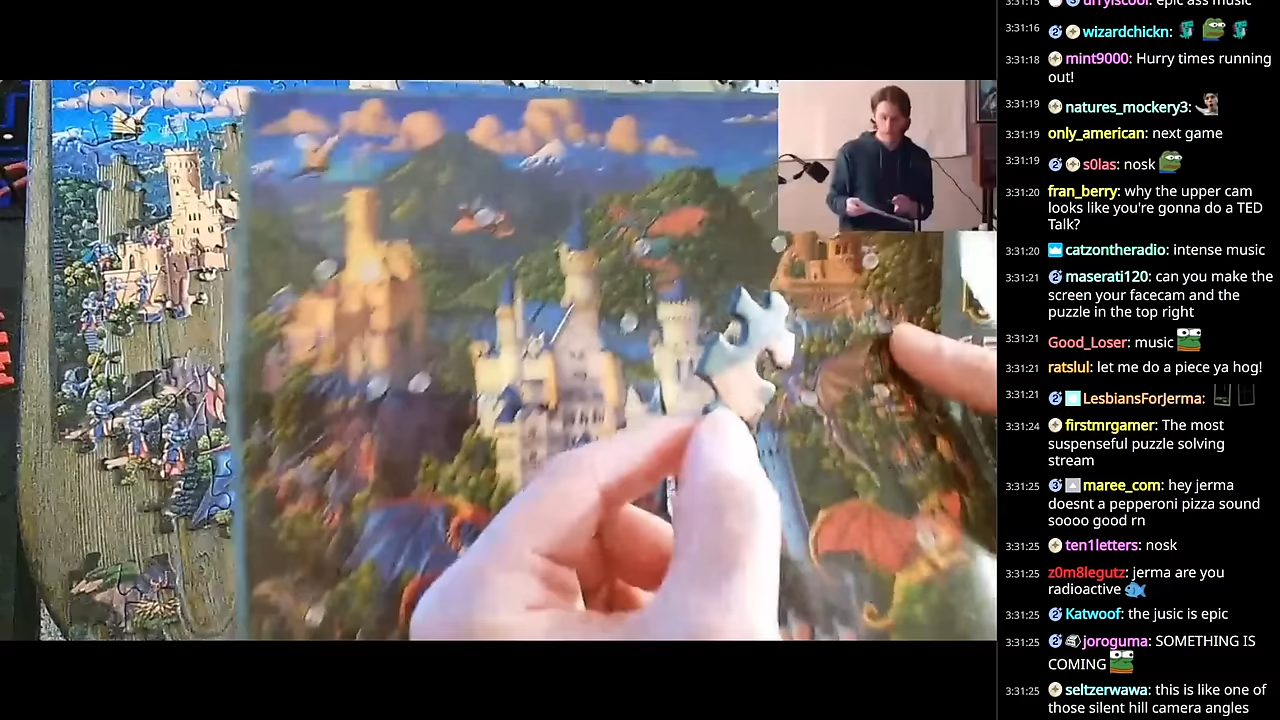 3:31:15 urryiscool: epic ass music
3:31:16 wizardchickn:
3:31:18 mint9000: Hurry times running
out!
3:31:19 natures_mockery3:
3:31:19 only_american: next game
3:31:19 s0las: nosk
3:31:20 fran_berry: why the upper cam
looks like you're gonna do a TED
Talk?
3:31:20 catzontheradio: intense music
3:31:21 maserati120: can you make the
screen your facecam and the
puzzle in the top right
3:31:21 Good_Loser: music
3:31:21 ratslul: let me do a piece ya hog!
3:31:21 LesbiansForJerma:
3:31:24 firstmrgamer: The most
suspenseful puzzle solving
stream
3:31:25 maree_com: hey jerma
doesnt a pepperoni pizza sound
soooo good rn
3:31:25 ten1letters: nosk
3:31:25 z0m8legutz: jerma are you
radioactive
3:31:25 Katwoof: the jusic is epic
3:31:25 joroguma: SOMETHING IS
COMING
3:31:25 seltzerwawa: this is like one of
those silent hill camera angles